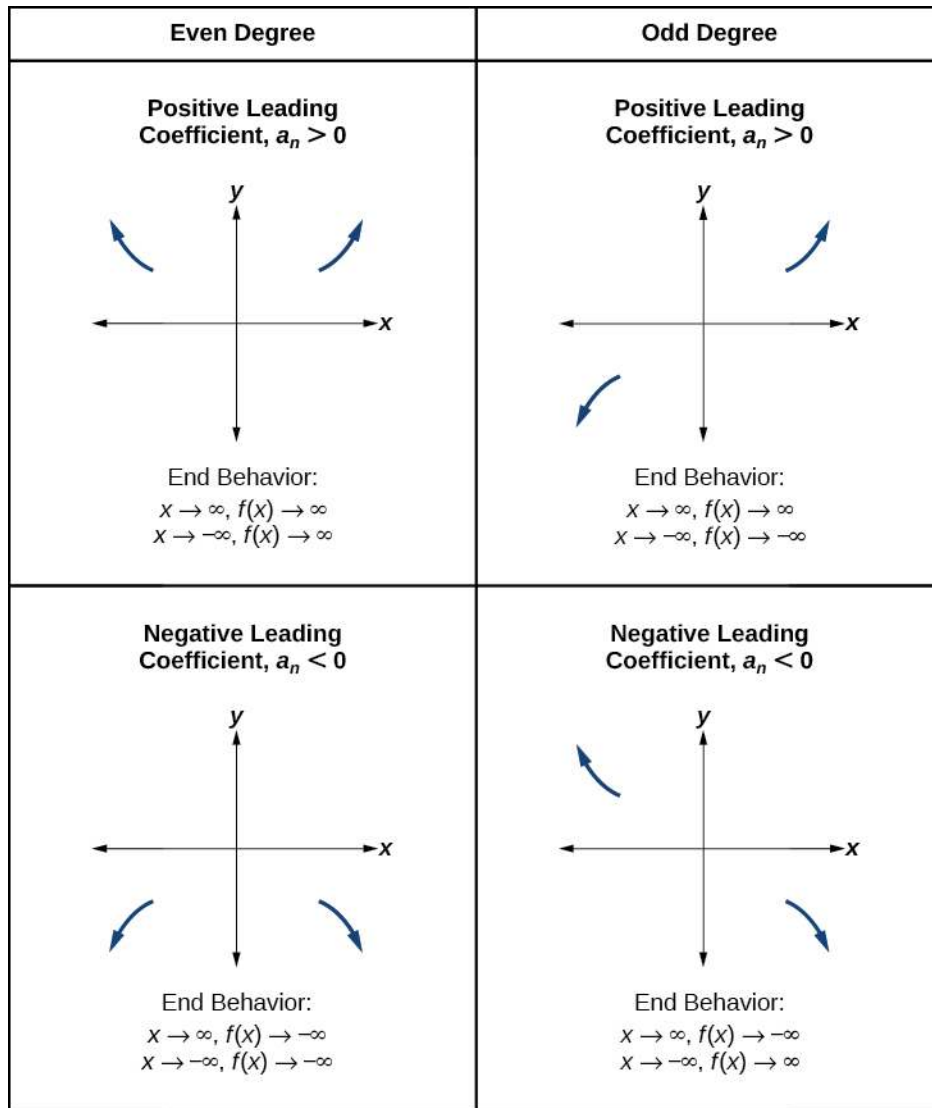 Even Degree
Odd Degree
Positive Leading
Coefficient, aₙ > 0
y
x
End Behavior:
x → ∞, f(x) → ∞
x → −∞, f(x) → ∞
Positive Leading
Coefficient, aₙ > 0
y
x
End Behavior:
x → ∞, f(x) → ∞
x → −∞, f(x) → −∞
Negative Leading
Coefficient, aₙ < 0
y
x
End Behavior:
x → ∞, f(x) → −∞
x → −∞, f(x) → −∞
Negative Leading
Coefficient, aₙ < 0
y
x
End Behavior:
x → ∞, f(x) → −∞
x → −∞, f(x) → ∞